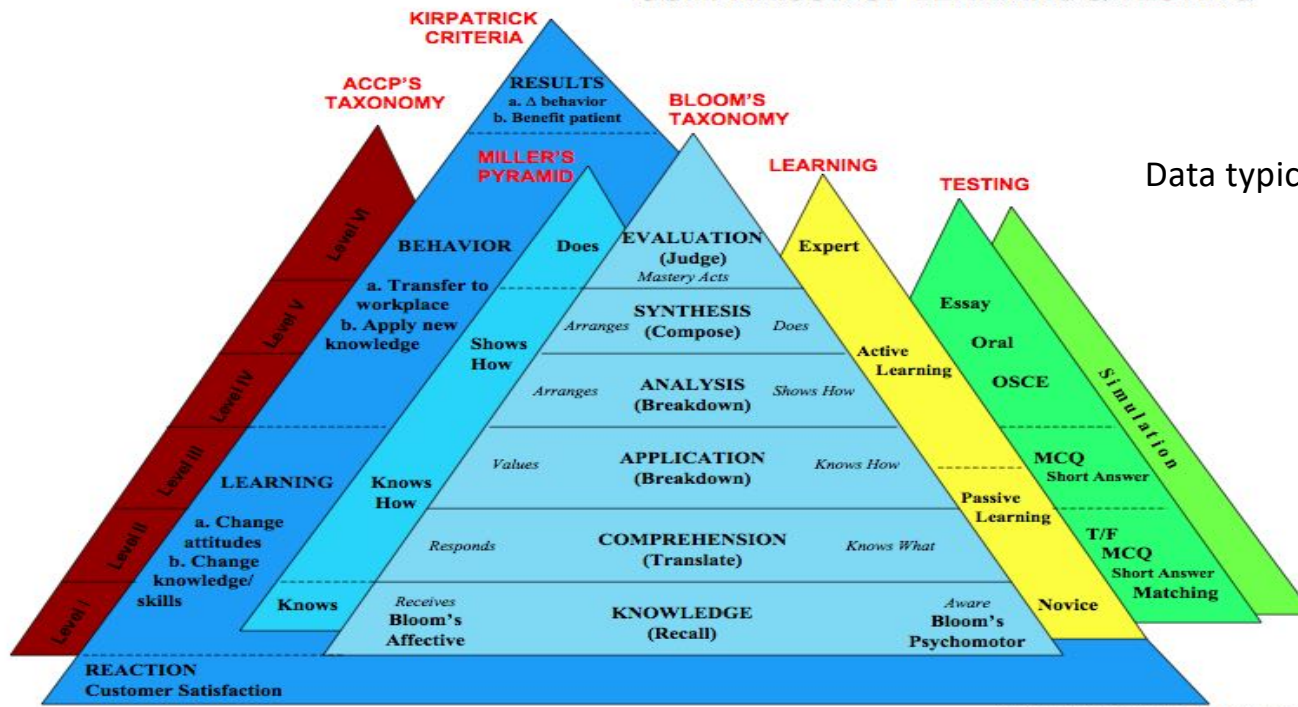 KIRPATRICK
CRITERIA
ACCP'S
TAXONOMY
RESULTS
a. Δ behavior
b. Benefit patient
BLOOM'S
TAXONOMY
MILLER'S
PYRAMID
LEARNING
TESTING
Data typic
Level VI
Level V
Level IV
Level III
Level II
Level I
BEHAVIOR
a. Transfer to
workplace
b. Apply new
knowledge
LEARNING
a. Change
attitudes
b. Change
knowledge/
skills
REACTION
Customer Satisfaction
Does
Shows
How
Knows
How
Knows
EVALUATION
(Judge)
Mastery Acts
Arranges
SYNTHESIS
(Compose)
Does
Arranges
ANALYSIS
(Breakdown)
Shows How
Values
APPLICATION
(Breakdown)
Knows How
Responds
COMPREHENSION
(Translate)
Knows What
Receives
Bloom's
Affective
KNOWLEDGE
(Recall)
Aware
Bloom's
Psychomotor
Expert
Active
Learning
Passive
Learning
Novice
Essay
Oral
OSCE
MCQ
Short Answer
T/F
MCQ
Short Answer
Matching
Simulation